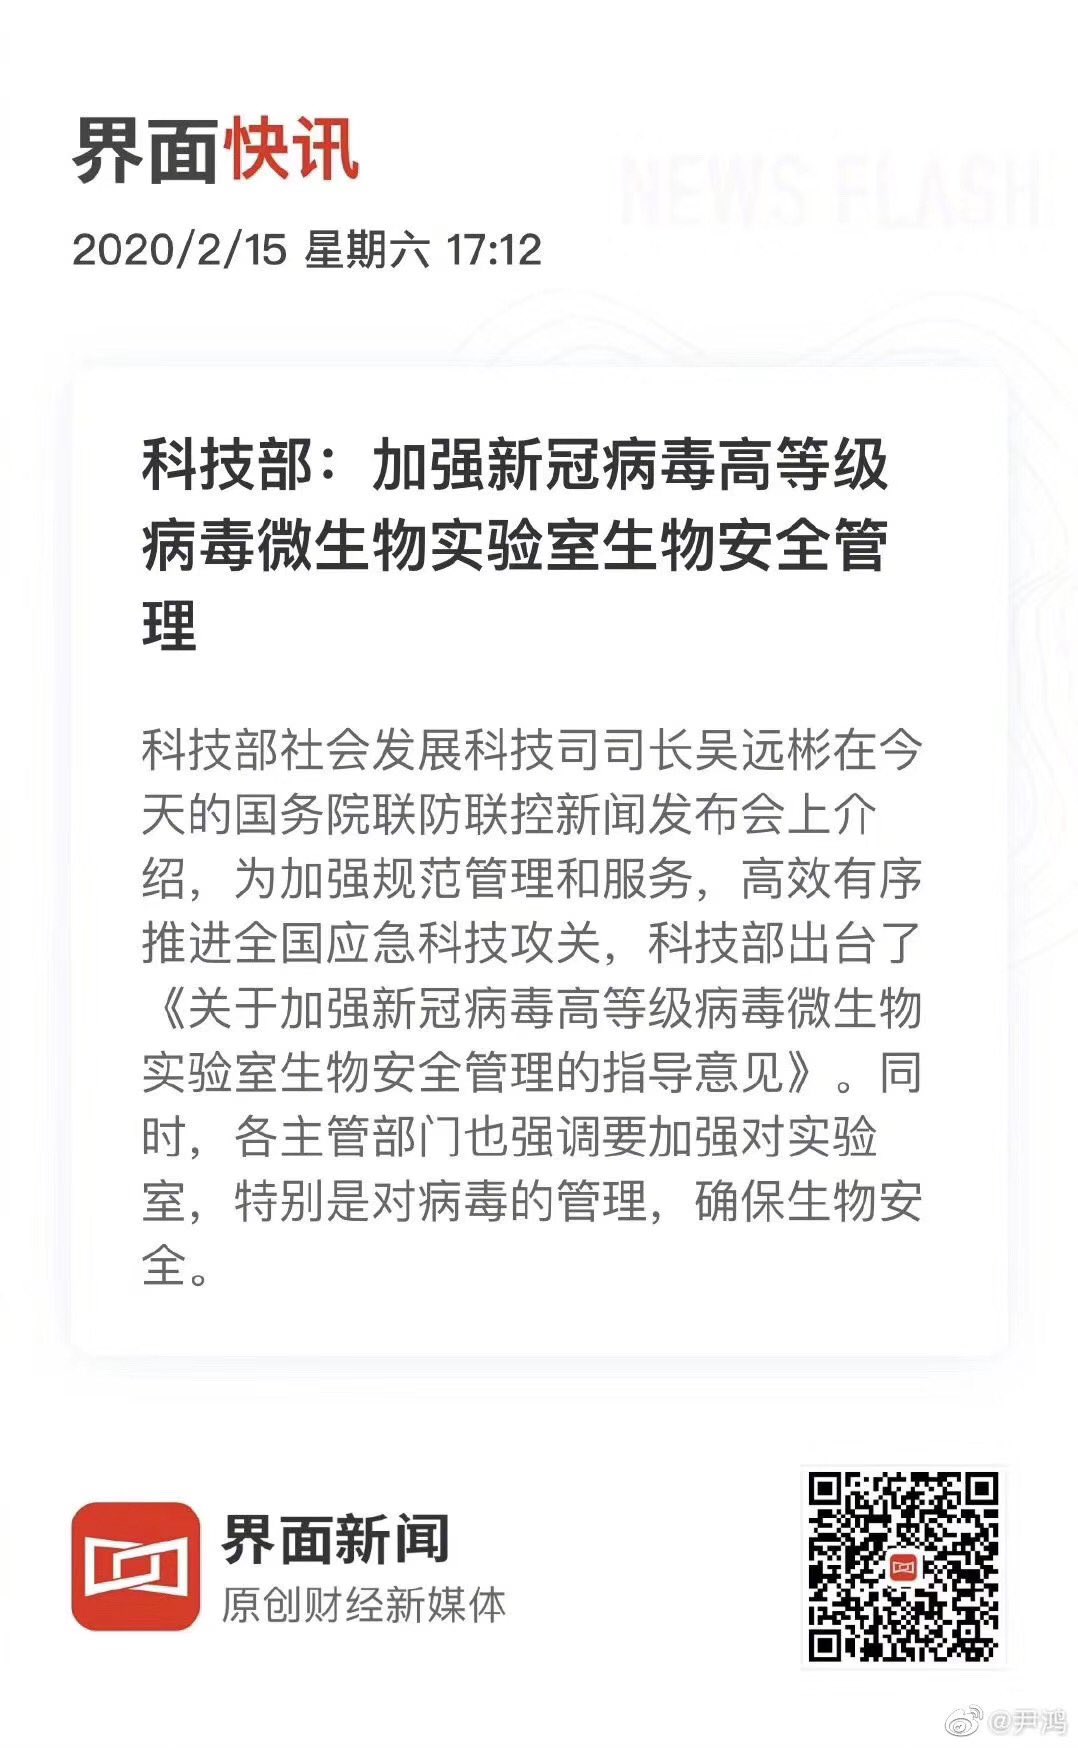 界面快讯
NEWS FLASH
2020/2/15 星期六 17:12
科技部：加强新冠病毒高等级
病毒微生物实验室生物安全管
理
科技部社会发展科技司司长吴远彬在今
天的国务院联防联控新闻发布会上介
绍，为加强规范管理和服务，高效有序
推进全国应急科技攻关，科技部出台了
《关于加强新冠病毒高等级病毒微生物
实验室生物安全管理的指导意见》。同
时，各主管部门也强调要加强对实验
室，特别是对病毒的管理，确保生物安
全。
界面新闻
原创财经新媒体
@尹鸿